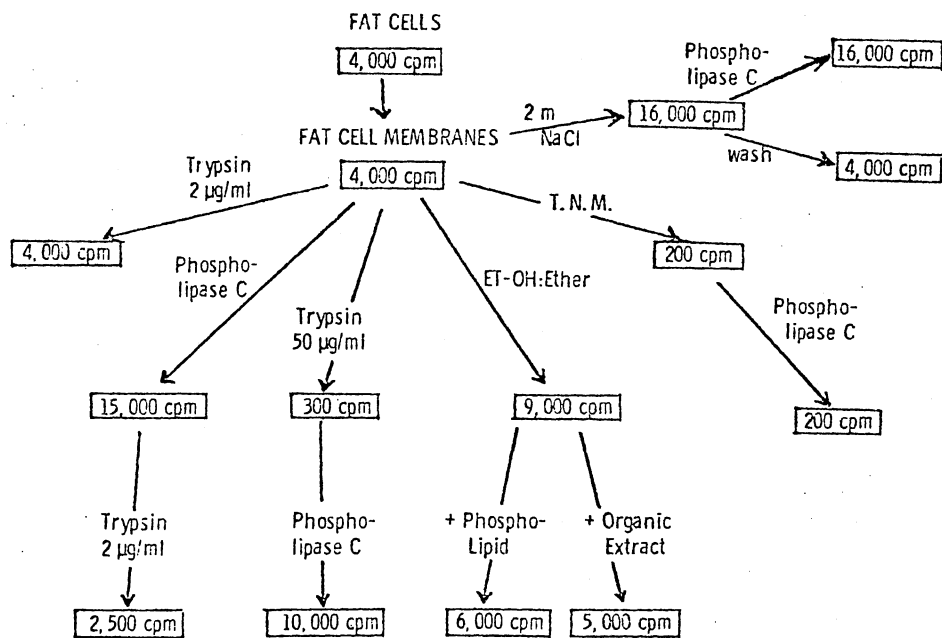 FAT CELLS
4,000 cpm
FAT CELL MEMBRANES
4,000 cpm
2 m
NaCl
16,000 cpm
Phospho-
lipase C
16,000 cpm
wash
4,000 cpm
Trypsin
2 µg/ml
4,000 cpm
Phospho-
lipase C
15,000 cpm
Trypsin
2 µg/ml
2,500 cpm
Trypsin
50 µg/ml
300 cpm
Phospho-
lipase C
10,000 cpm
ET-OH:Ether
9,000 cpm
+ Phospho-
Lipid
6,000 cpm
+ Organic
Extract
5,000 cpm
T. N. M.
200 cpm
Phospho-
lipase C
200 cpm